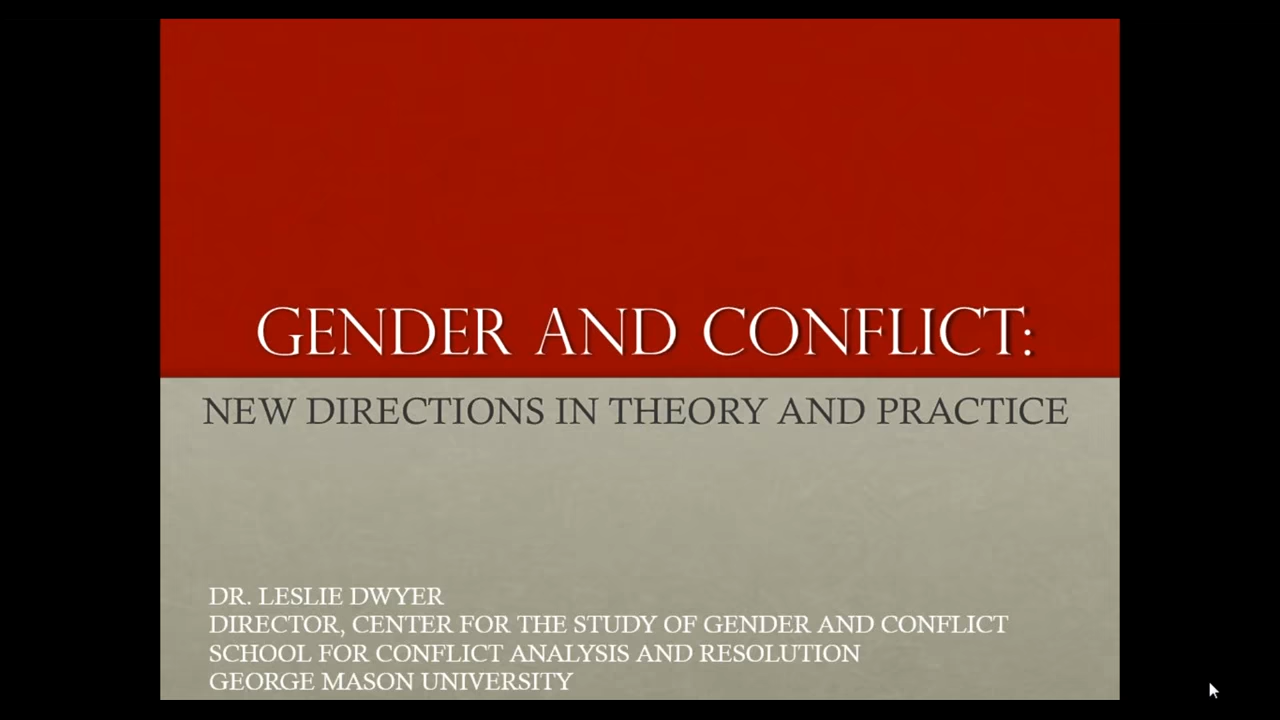 GENDER AND CONFLICT:
NEW DIRECTIONS IN THEORY AND PRACTICE
DR. LESLIE DWYER
DIRECTOR, CENTER FOR THE STUDY OF GENDER AND CONFLICT
SCHOOL FOR CONFLICT ANALYSIS AND RESOLUTION
GEORGE MASON UNIVERSITY